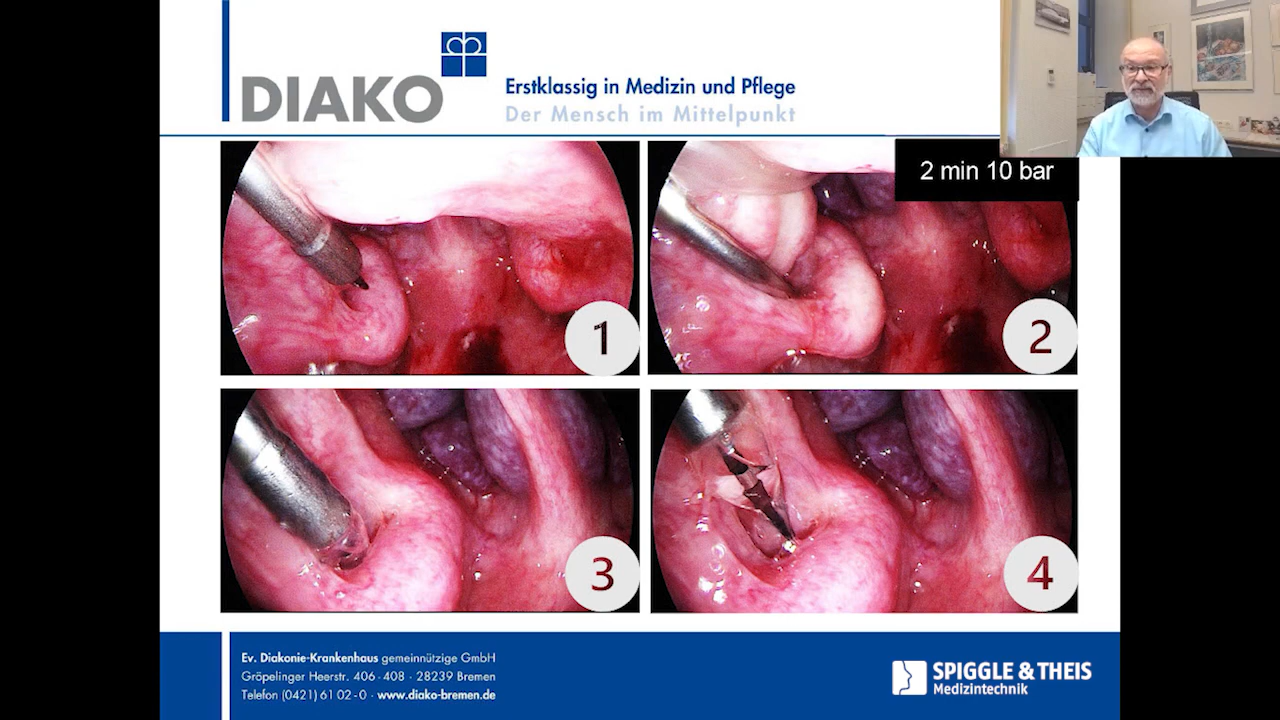 DIAKO
Erstklassig in Medizin und Pflege
Der Mensch im Mittelpunkt
2 min 10 bar
1
2
3
4
Ev. Diakonie-Krankenhaus gemeinnützige GmbH
Gröpelinger Heerstr. 406 - 408 · 28239 Bremen
Telefon (0421) 61 02 - 0 · www.diako-bremen.de
SPIGGLE & THEIS
Medizintechnik